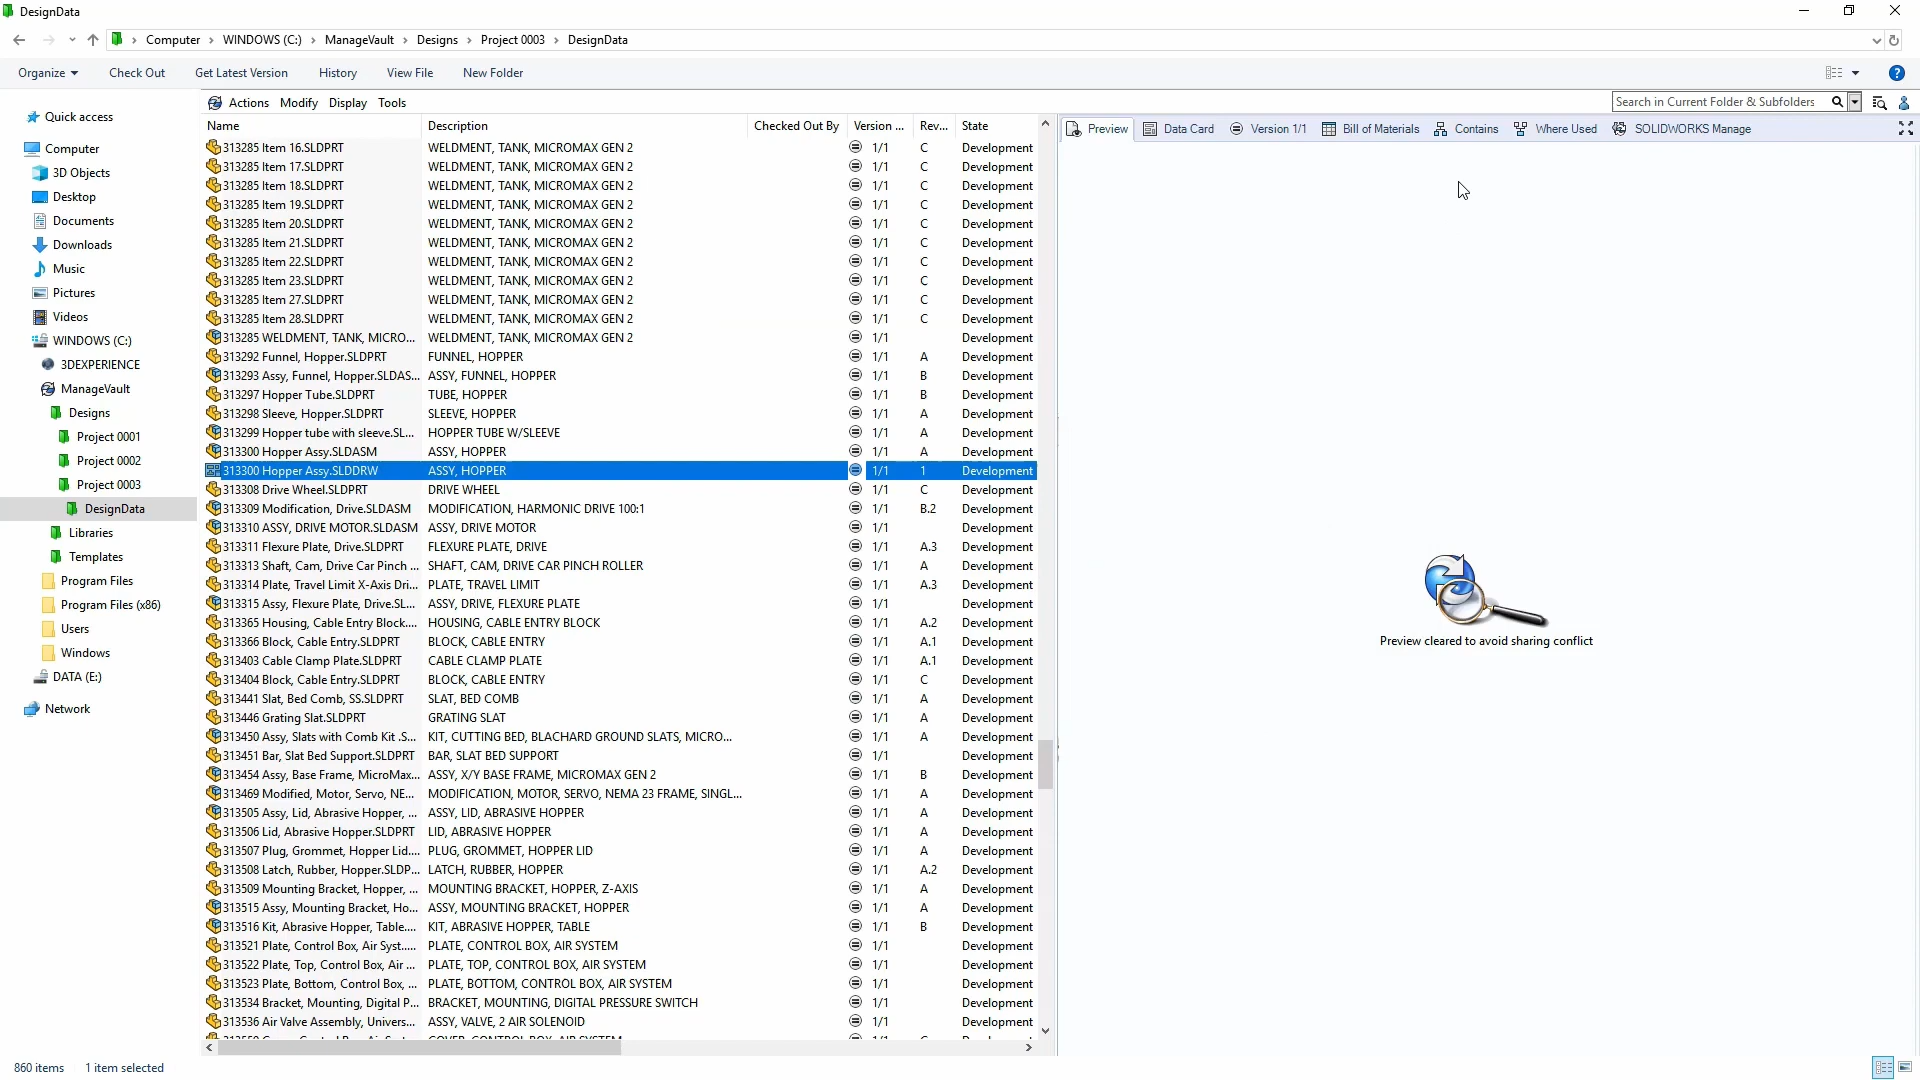 DesignData
Computer › WINDOWS (C:) › ManageVault › Designs › Project 0003 › DesignData
Organize Check Out Get Latest Version History View File New Folder
Quick access
Computer
3D Objects
Desktop
Documents
Downloads
Music
Pictures
Videos
WINDOWS (C:)
3DEXPERIENCE
ManageVault
Designs
Project 0001
Project 0002
Project 0003
DesignData
Libraries
Templates
Program Files
Program Files (x86)
Users
Windows
DATA (E:)
Network
Actions Modify Display Tools
Search in Current Folder & Subfolders
Name Description Checked Out By Version ... Rev... State
313285 Item 16.SLDPRT WELDMENT, TANK, MICROMAX GEN 2 1/1 C Development
313285 Item 17.SLDPRT WELDMENT, TANK, MICROMAX GEN 2 1/1 C Development
313285 Item 18.SLDPRT WELDMENT, TANK, MICROMAX GEN 2 1/1 C Development
313285 Item 19.SLDPRT WELDMENT, TANK, MICROMAX GEN 2 1/1 C Development
313285 Item 20.SLDPRT WELDMENT, TANK, MICROMAX GEN 2 1/1 C Development
313285 Item 21.SLDPRT WELDMENT, TANK, MICROMAX GEN 2 1/1 C Development
313285 Item 22.SLDPRT WELDMENT, TANK, MICROMAX GEN 2 1/1 C Development
313285 Item 23.SLDPRT WELDMENT, TANK, MICROMAX GEN 2 1/1 C Development
313285 Item 27.SLDPRT WELDMENT, TANK, MICROMAX GEN 2 1/1 C Development
313285 Item 28.SLDPRT WELDMENT, TANK, MICROMAX GEN 2 1/1 C Development
313285 WELDMENT, TANK, MICRO... WELDMENT, TANK, MICROMAX GEN 2 1/1 Development
313292 Funnel, Hopper.SLDPRT FUNNEL, HOPPER 1/1 A Development
313293 Assy, Funnel, Hopper.SLDAS... ASSY, FUNNEL, HOPPER 1/1 B Development
313297 Hopper Tube.SLDPRT TUBE, HOPPER 1/1 B Development
313298 Sleeve, Hopper.SLDPRT SLEEVE, HOPPER 1/1 A Development
313299 Hopper tube with sleeve.SL... HOPPER TUBE W/SLEEVE 1/1 A Development
313300 Hopper Assy.SLDASM ASSY, HOPPER 1/1 A Development
313300 Hopper Assy.SLDDRW ASSY, HOPPER 1/1 1 Development
313308 Drive Wheel.SLDPRT DRIVE WHEEL 1/1 C Development
313309 Modification, Drive.SLDASM MODIFICATION, HARMONIC DRIVE 100:1 1/1 B.2 Development
313310 ASSY, DRIVE MOTOR.SLDASM ASSY, DRIVE MOTOR 1/1 Development
313311 Flexure Plate, Drive.SLDPRT FLEXURE PLATE, DRIVE 1/1 A.3 Development
313313 Shaft, Cam, Drive Car Pinch ... SHAFT, CAM, DRIVE CAR PINCH ROLLER 1/1 A Development
313314 Plate, Travel Limit X-Axis Dri... PLATE, TRAVEL LIMIT 1/1 A.3 Development
313315 Assy, Flexure Plate, Drive.SL... ASSY, DRIVE, FLEXURE PLATE 1/1 Development
313365 Housing, Cable Entry Block.... HOUSING, CABLE ENTRY BLOCK 1/1 A.2 Development
313366 Block, Cable Entry.SLDPRT BLOCK, CABLE ENTRY 1/1 A.1 Development
313403 Cable Clamp Plate.SLDPRT CABLE CLAMP PLATE 1/1 A.1 Development
313404 Block, Cable Entry.SLDPRT BLOCK, CABLE ENTRY 1/1 C Development
313441 Slat, Bed Comb, SS.SLDPRT SLAT, BED COMB 1/1 A Development
313446 Grating Slat.SLDPRT GRATING SLAT 1/1 A Development
313450 Assy, Slats with Comb Kit .S... KIT, CUTTING BED, BLACHARD GROUND SLATS, MICRO... 1/1 A Development
313451 Bar, Slat Bed Support.SLDPRT BAR, SLAT BED SUPPORT 1/1 Development
313454 Assy, Base Frame, MicroMax... ASSY, X/Y BASE FRAME, MICROMAX GEN 2 1/1 B Development
313469 Modified, Motor, Servo, NE... MODIFICATION, MOTOR, SERVO, NEMA 23 FRAME, SINGL... 1/1 A Development
313505 Assy, Lid, Abrasive Hopper, ... ASSY, LID, ABRASIVE HOPPER 1/1 A Development
313506 Lid, Abrasive Hopper.SLDPRT LID, ABRASIVE HOPPER 1/1 A Development
313507 Plug, Grommet, Hopper Lid.... PLUG, GROMMET, HOPPER LID 1/1 A Development
313508 Latch, Rubber, Hopper.SLDP... LATCH, RUBBER, HOPPER 1/1 A.2 Development
313509 Mounting Bracket, Hopper, ... MOUNTING BRACKET, HOPPER, Z-AXIS 1/1 A Development
313515 Assy, Mounting Bracket, Ho... ASSY, MOUNTING BRACKET, HOPPER 1/1 A Development
313516 Kit, Abrasive Hopper, Table.... KIT, ABRASIVE HOPPER, TABLE 1/1 B Development
313521 Plate, Control Box, Air Syst..... PLATE, CONTROL BOX, AIR SYSTEM 1/1 Development
313522 Plate, Top, Control Box, Air ... PLATE, TOP, CONTROL BOX, AIR SYSTEM 1/1 Development
313523 Plate, Bottom, Control Box, ... PLATE, BOTTOM, CONTROL BOX, AIR SYSTEM 1/1 Development
313534 Bracket, Mounting, Digital P... BRACKET, MOUNTING, DIGITAL PRESSURE SWITCH 1/1 Development
313536 Air Valve Assembly, Univers... ASSY, VALVE, 2 AIR SOLENOID 1/1 Development
Preview Data Card Version 1/1 Bill of Materials Contains Where Used SOLIDWORKS Manage
Preview cleared to avoid sharing conflict
860 items 1 item selected